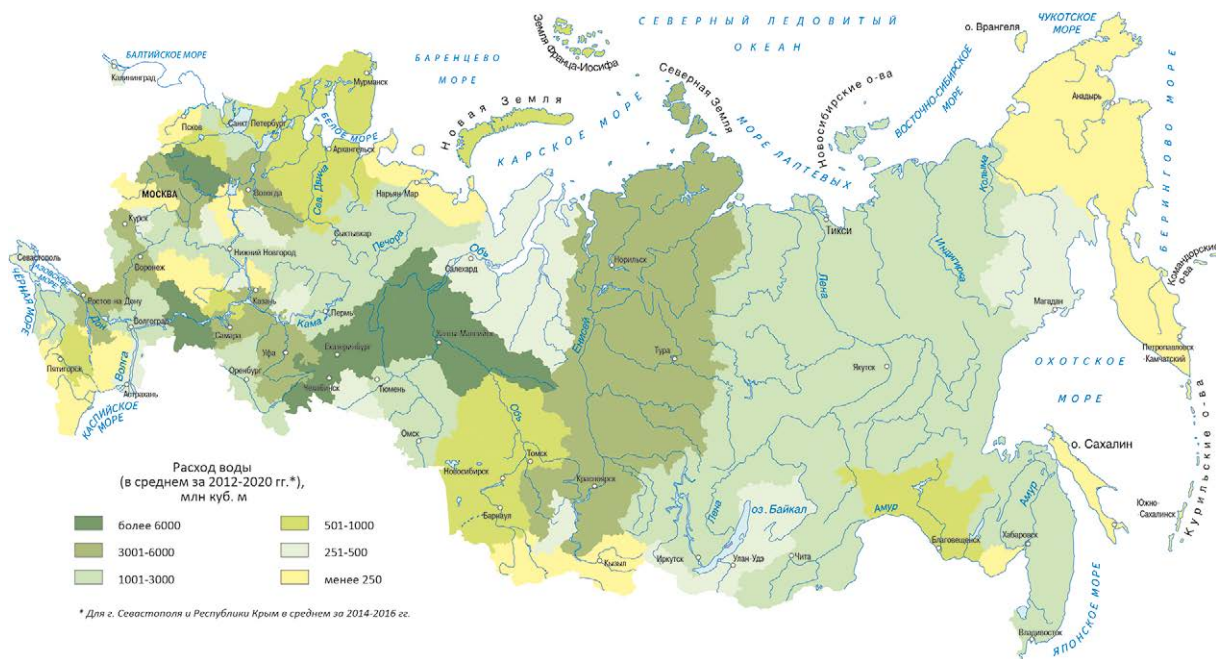 СЕВЕРНЫЙ ЛЕДОВИТЫЙ
ОКЕАН
о. Врангеля
ЧУКОТСКОЕ
МОРЕ
БАЛТИЙСКОЕ МОРЕ
Калининград
БАРЕНЦЕВО
МОРЕ
Земля Франца-Иосифа
Северная Земля
Новая Земля
КАРСКОЕ МОРЕ
МОРЕ ЛАПТЕВЫХ
Новосибирские о-ва
ВОСТОЧНО-СИБИРСКОЕ
МОРЕ
БЕРИНГОВО МОРЕ
Мурманск
Анадырь
Псков
Санкт-Петербург
БЕЛОЕ МОРЕ
Архангельск
МОСКВА
Вологда
Сев. Двина
Нарьян-Мар
Колыма
Курск
Сыктывкар
Печора
Тикси
Индигирка
Севастополь
Нижний Новгород
Обь
Салехард
Норильск
Лена
Командорские
о-ва
АЗОВСКОЕ
МОРЕ
Воронеж
ЧЕРНОЕ МОРЕ
Ростов-на-Дону
Казань
Магадан
Дон
Волгоград
Кама
Пермь
Самара
Ханты-Мансийск
Енисей
Петропавловск-
Камчатский
Уфа
Екатеринбург
Тура
ОХОТСКОЕ
МОРЕ
Пятигорск
Волга
Оренбург
Челябинск
Тюмень
Якутск
Астрахань
КАСПИЙСКОЕ
МОРЕ
Омск
Обь
Курильские о-ва
о. Сахалин
Томск
Новосибирск
Красноярск
Барнаул
Лена
оз. Байкал
Амур
Амур
Южно-
Сахалинск
Благовещенск
Хабаровск
Кызыл
Иркутск
Улан-Удэ
Чита
Владивосток
ЯПОНСКОЕ МОРЕ
Расход воды
(в среднем за 2012-2020 гг.*),
млн куб. м
более 6000
501-1000
3001-6000
251-500
1001-3000
менее 250
* Для г. Севастополя и Республики Крым в среднем за 2014-2016 гг.